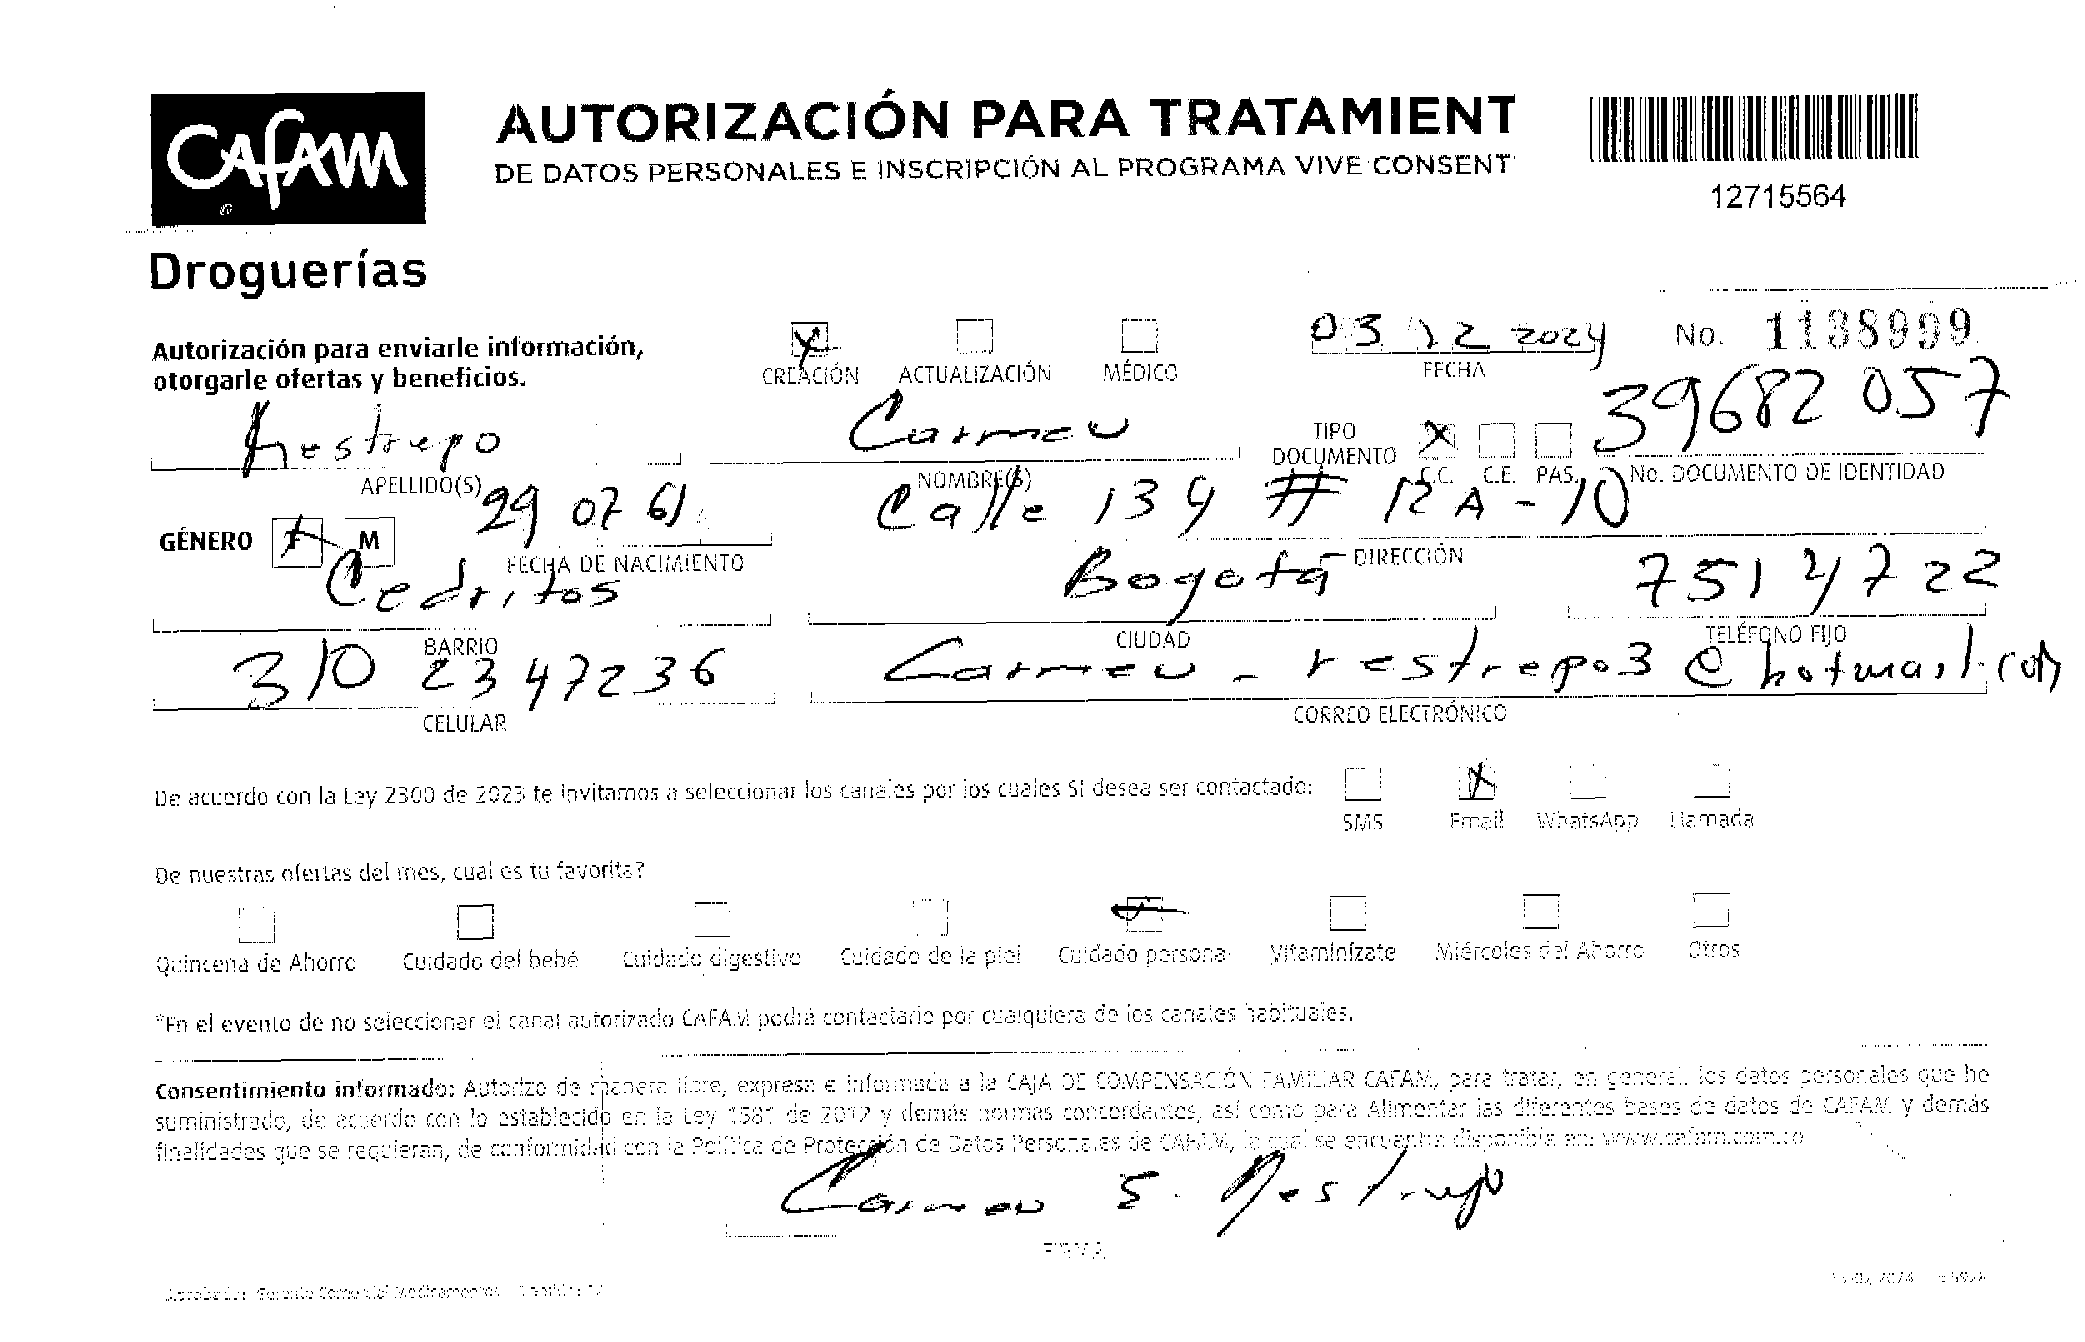 CAFAM
AUTORIZACIÓN PARA TRATAMIENT
DE DATOS PERSONALES E INSCRIPCIÓN AL PROGRAMA VIVE CONSENT
12715564
Droguerías
Autorización para enviarle información,
otorgarle ofertas y beneficios.
X CREACIÓN ACTUALIZACIÓN MÉDICO
03 12 2024 No. 1188999
FECHA
Restrepo Carmen TIPO DOCUMENTO X C.C. C.E. PAS. 39682057
APELLIDO(S) NOMBRE(S) No. DOCUMENTO DE IDENTIDAD
GÉNERO X M 29 07 61 Calle 134 # 12A-10
FECHA DE NACIMIENTO DIRECCIÓN
Cedritos Bogotá 7514722
BARRIO CIUDAD TELÉFONO FIJO
310 2347236 Carmen_restrepo3@hotmail.com
CELULAR CORREO ELECTRÓNICO
De acuerdo con la Ley 2300 de 2023 te invitamos a seleccionar los canales por los cuales SI desea ser contactado:
SMS X Email WhatsApp Llamada
De nuestras ofertas del mes, cual es tu favorita?
Quincena de Ahorro Cuidado del bebé Cuidado digestivo Cuidado de la piel Cuidado persona Vitaminízate Miércoles del Ahorro Otros
*En el evento de no seleccionar el canal autorizado CAFAM podrá contactarlo por cualquiera de los canales habituales.
Consentimiento informado: Autorizo de manera libre, expresa e informada a la CAJA DE COMPENSACIÓN FAMILIAR CAFAM, para tratar, en general, los datos personales que he
suministrado, de acuerdo con lo establecido en la Ley 1581 de 2012 y demás normas concordantes, así como para Alimentar las diferentes bases de datos de CAFAM y demás
finalidades que se requieran, de conformidad con la Política de Protección de Datos Personales de CAFAM, la cual se encuentra disponible en: www.cafam.com.co
Carmen S. Restrepo
FIRMA